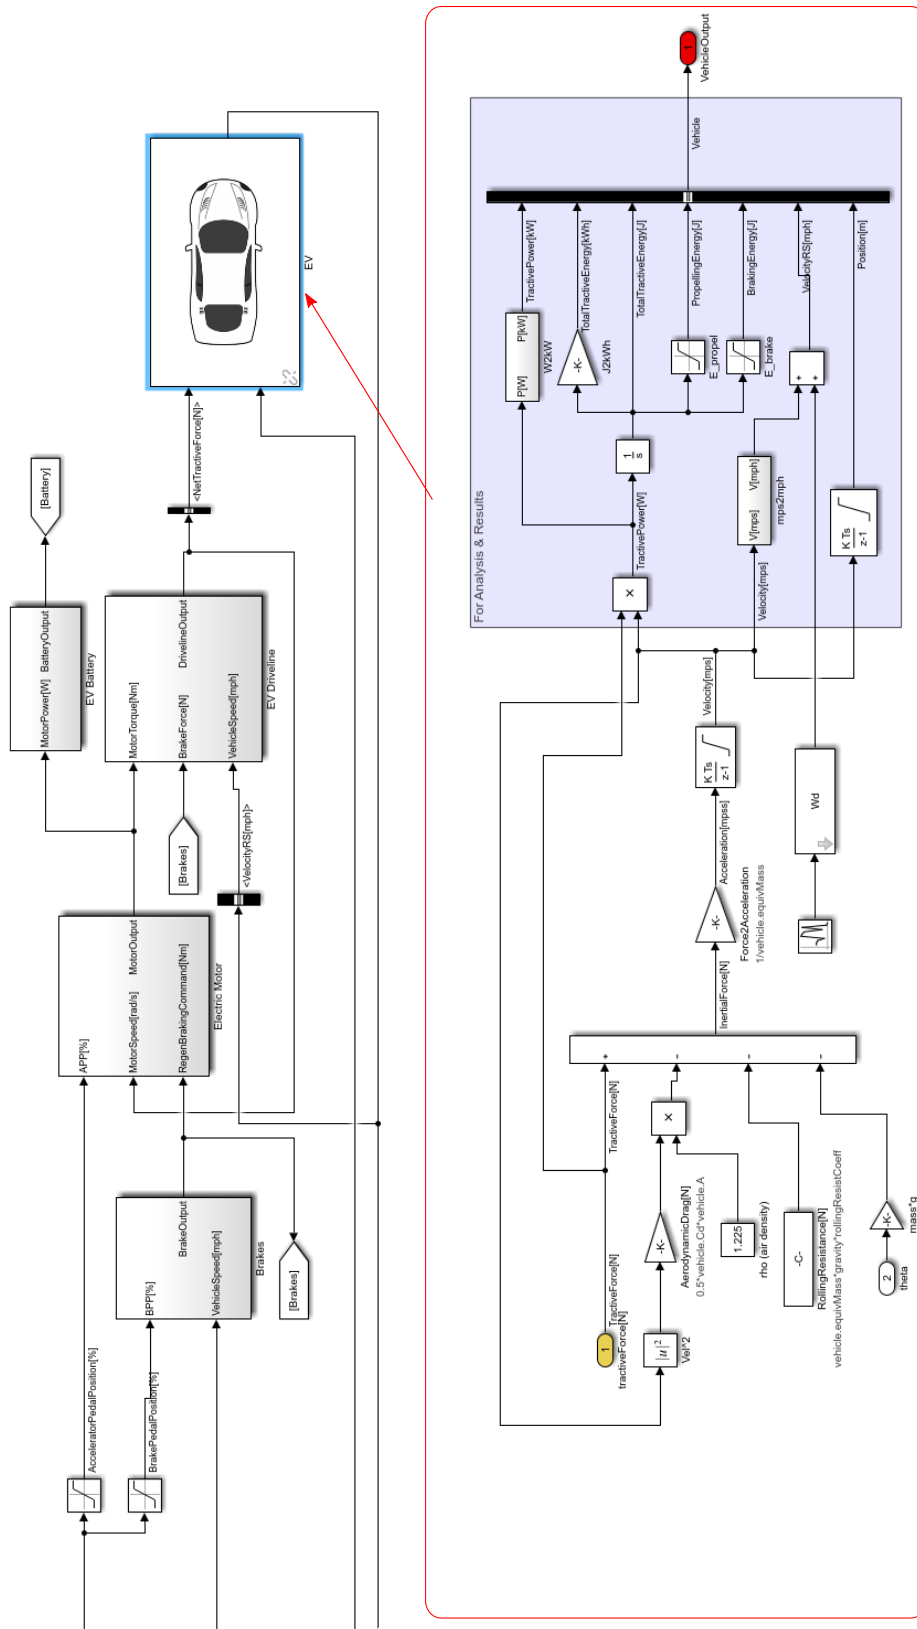 AcceleratorPedalPosition[%]
BrakePedalPosition[%]
BPP[%]
BrakeOutput
VehicleSpeed[mph]
Brakes
[Brakes]
APP[%]
MotorSpeed[rad/s]
MotorOutput
RegenBrakingCommand[Nm]
Electric Motor
<VelocityRS[mph]>
[Brakes]
MotorPower[W]
BatteryOutput
EV Battery
[Battery]
MotorTorque[Nm]
BrakeForce[N]
DrivelineOutput
VehicleSpeed[mph]
EV Driveline
<NetTractiveForce[N]>
EV
1
tractiveForce[N]
TractiveForce[N]
TractiveForce[N]
|u|²
Vel^2
-K-
AerodynamicDrag[N]
0.5*vehicle.Cd*vehicle.A
1.225
rho (air density)
×
-C-
RollingResistance[N]
vehicle.equivMass*gravity*rollingResistCoeff
2
theta
-K-
mass*g
+
−
−
−
InertialForce[N]
-K-
Force2Acceleration
1/vehicle.equivMass
Acceleration[mpss]
K Ts
z-1
Velocity[mps]
Wd
For Analysis & Results
×
TractivePower[W]
1
s
P[W]
P[kW]
W2kW
TractivePower[kW]
-K-
J2kWh
TotalTractiveEnergy[kWh]
TotalTractiveEnergy[J]
E_propel
PropellingEnergy[J]
E_brake
BrakingEnergy[J]
Velocity[mps]
V[mps]
V[mph]
mps2mph
+
+
VelocityRS[mph]
K Ts
z-1
Position[m]
Vehicle
1
VehicleOutput